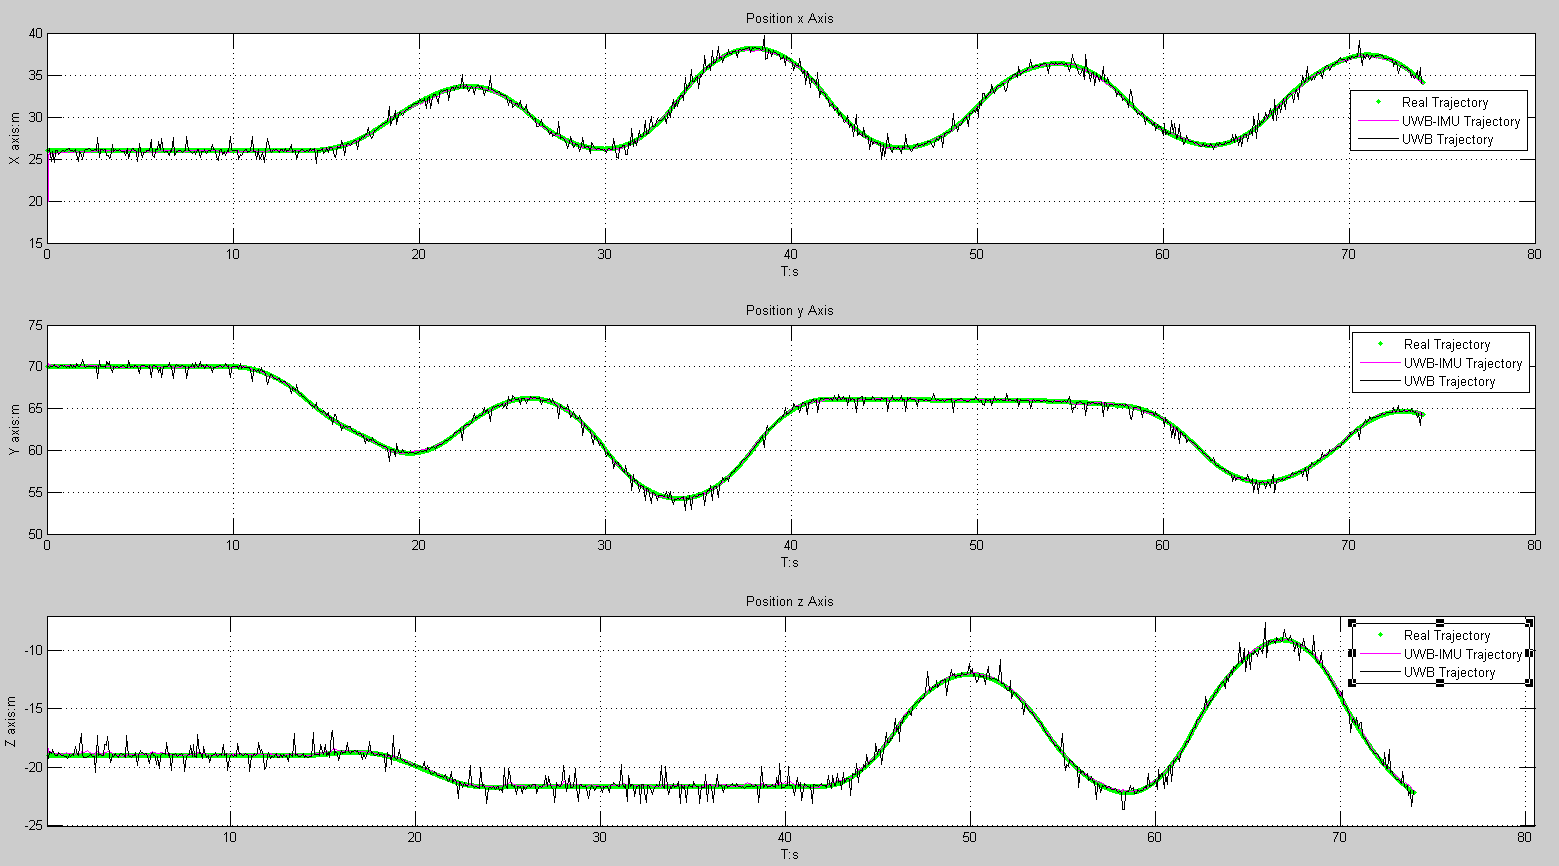 Position x Axis
40
35
30
25
20
15
X axis:m
Real Trajectory
UWB-IMU Trajectory
UWB Trajectory
0 10 20 30 40 50 60 70 80
T:s
Position y Axis
75
70
65
60
55
50
Y axis:m
Real Trajectory
UWB-IMU Trajectory
UWB Trajectory
0 10 20 30 40 50 60 70 80
T:s
Position z Axis
-10
-15
-20
-25
Z axis:m
Real Trajectory
UWB-IMU Trajectory
UWB Trajectory
10 20 30 40 50 60 70 80
T:s